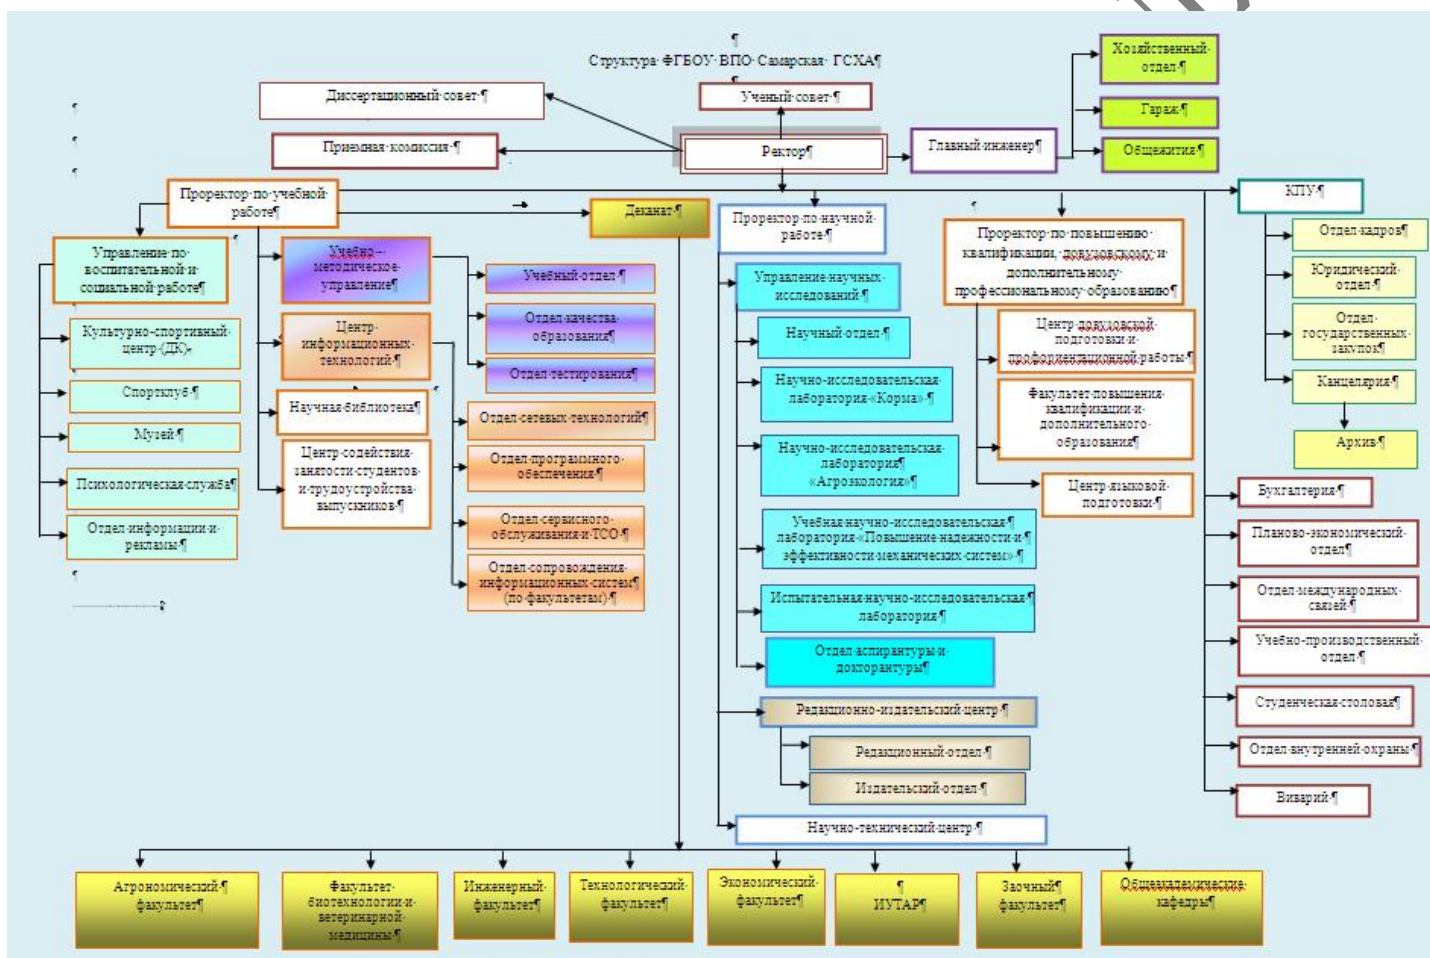 Структура ФГБОУ ВПО Самарская ГСХА¶
Диссертационный совет¶
Ученый совет¶
Приемная комиссия¶
Ректор¶
Главный инженер¶
Хозяйственный
отдел¶
Гараж¶
Общежития¶
Проректор по учебной
работе¶
Деканат¶
Проректор по научной
работе¶
Проректор по повышению
квалификации, довузовскому и
дополнительному
профессиональному образованию¶
КПУ¶
Управление по
воспитательной и
социальной работе¶
Культурно-спортивный
центр (ДК)
Спортклуб¶
Музей¶
Психологическая служба¶
Отдел информации и
рекламы¶
Учебно-
методическое
управление¶
Центр
информационных
технологий¶
Научная библиотека¶
Центр содействия
занятости студентов
и трудоустройства
выпускников¶
Учебный отдел¶
Отдел качества
образования¶
Отдел тестирования¶
Отдел сетевых технологий¶
Отдел программного
обеспечения¶
Отдел сервисного
обслуживания и ТСО¶
Отдел сопровождения
информационных систем¶
(по факультетам)¶
Управление научных
исследований¶
Научный отдел¶
Научно-исследовательская
лаборатория «Корма»¶
Научно-исследовательская
лаборатория¶
«Агроэкология»¶
Учебная научно-исследовательская¶
лаборатория «Повышение надежности и
эффективности механических систем»¶
Испытательная научно-исследовательская¶
лаборатория¶
Отдел аспирантуры и
докторантуры¶
Редакционно-издательский центр¶
Редакционный отдел¶
Издательский отдел¶
Научно-технический центр¶
Центр довузовской
подготовки и
профориентационной работы¶
Факультет повышения
квалификации и
дополнительного
образования¶
Центр языковой
подготовки¶
Отдел кадров¶
Юридический
отдел¶
Отдел
государственных
закупок¶
Канцелярия¶
Архив¶
Бухгалтерия¶
Планово-экономический
отдел¶
Отдел международных
связей¶
Учебно-производственный
отдел¶
Студенческая столовая¶
Отдел внутренней охраны¶
Виварий¶
Агрономический¶
факультет¶
Факультет
биотехнологии и
ветеринарной
медицины¶
Инженерный
факультет¶
Технологический
факультет¶
Экономический
факультет¶
¶
ИУТАР¶
Заочный¶
факультет¶
Общеакадемические
кафедры¶